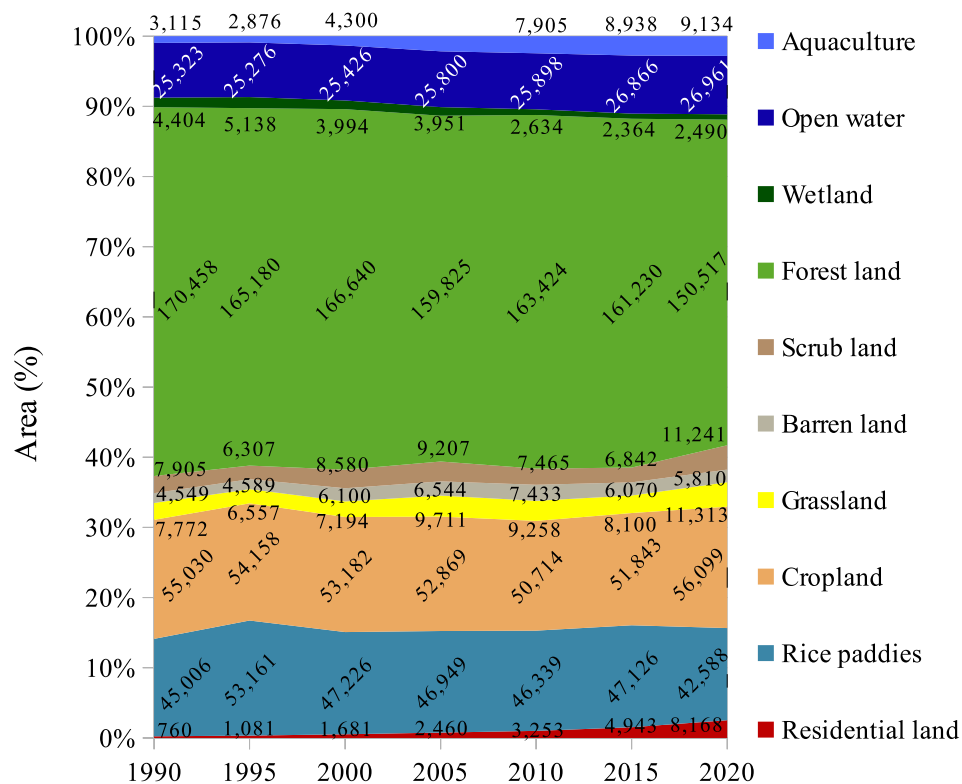 3,115 2,876 4,300 7,905 8,938 9,134
100%
90%
80%
70%
60%
50%
40%
30%
20%
10%
0%
Area (%)
25,323 25,276 25,426 25,800 25,898 26,866 26,961
4,404 5,138 3,994 3,951 2,634 2,364 2,490
170,458 165,180 166,640 159,825 163,424 161,230 150,517
7,905 6,307 8,580 9,207 7,465 6,842 11,241
4,549 4,589 6,100 6,544 7,433 6,070 5,810
7,772 6,557 7,194 9,711 9,258 8,100 11,313
55,030 54,158 53,182 52,869 50,714 51,843 56,099
45,006 53,161 47,226 46,949 46,339 47,126 42,588
760 1,081 1,681 2,460 3,253 4,943 8,168
1990 1995 2000 2005 2010 2015 2020
Aquaculture
Open water
Wetland
Forest land
Scrub land
Barren land
Grassland
Cropland
Rice paddies
Residential land